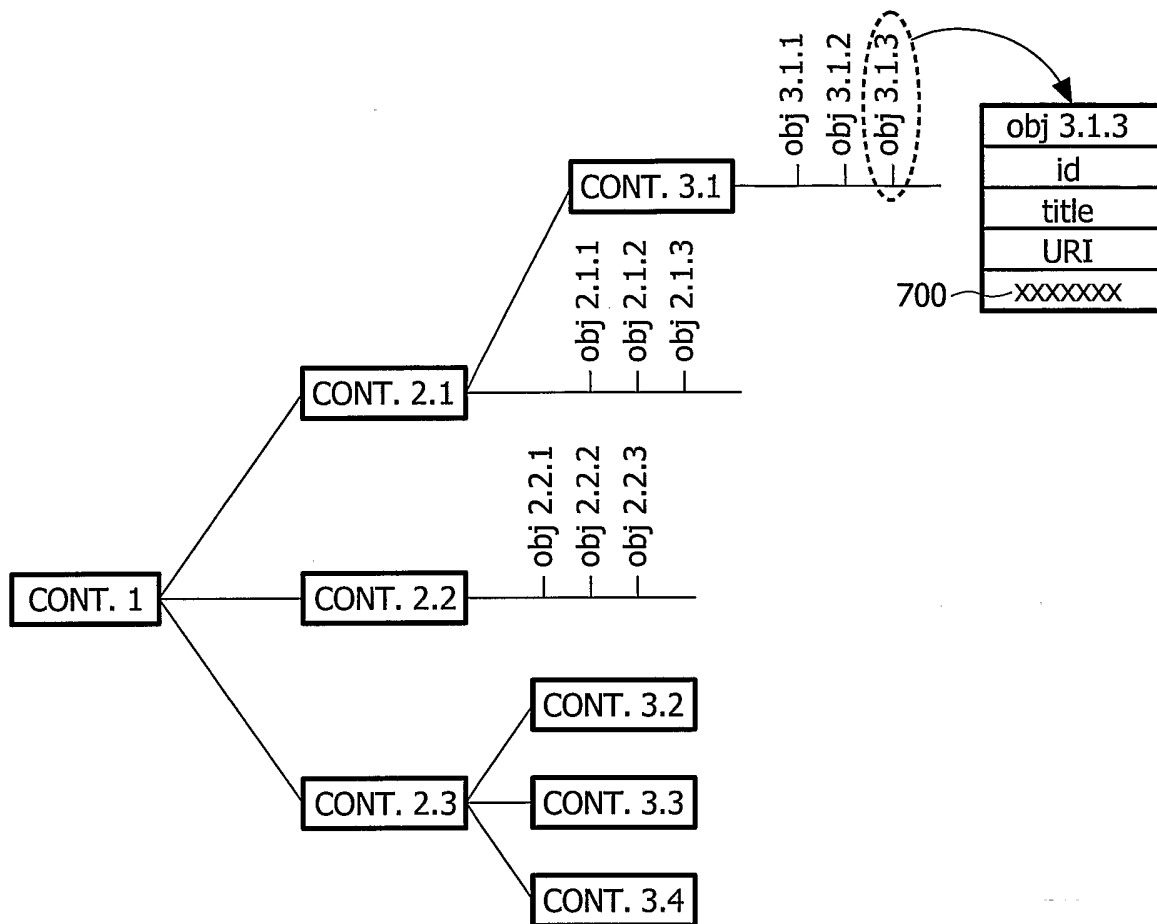 obj 3.1.1
obj 3.1.2
obj 3.1.3
obj 3.1.3
id
title
URI
700
XXXXXXX
CONT. 3.1
obj 2.1.1
obj 2.1.2
obj 2.1.3
CONT. 2.1
obj 2.2.1
obj 2.2.2
obj 2.2.3
CONT. 1
CONT. 2.2
CONT. 3.2
CONT. 2.3
CONT. 3.3
CONT. 3.4